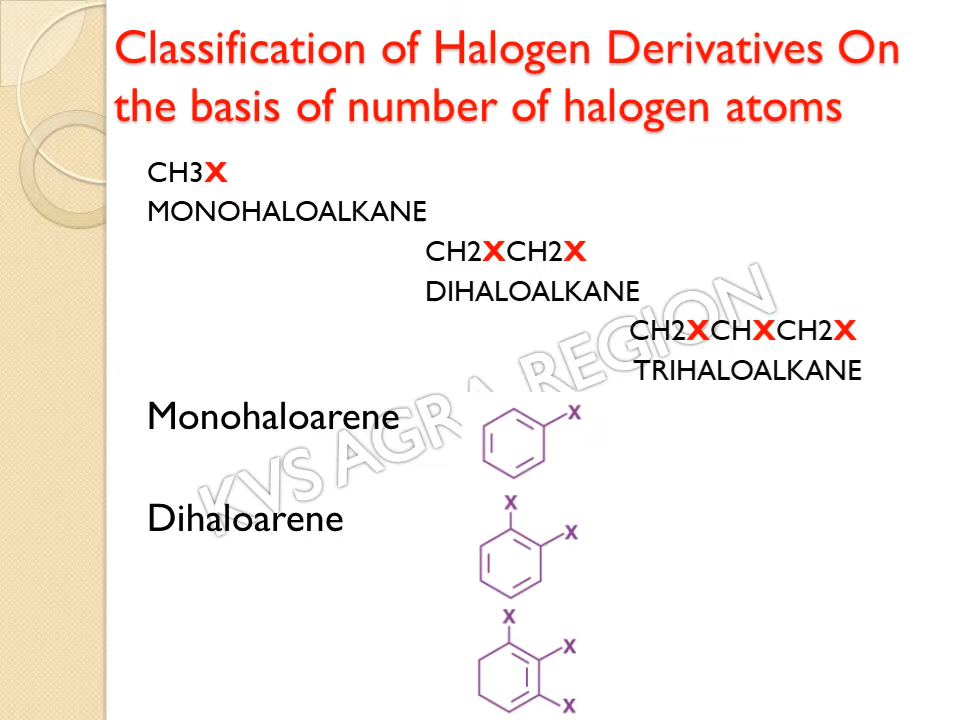 Classification of Halogen Derivatives On
the basis of number of halogen atoms
CH3X
MONOHALOALKANE
CH2XCH2X
DIHALOALKANE
CH2XCHXCH2X
TRIHALOALKANE
KVS AGRA REGION
Monohaloarene
X
X
Dihaloarene
X
X
X
X